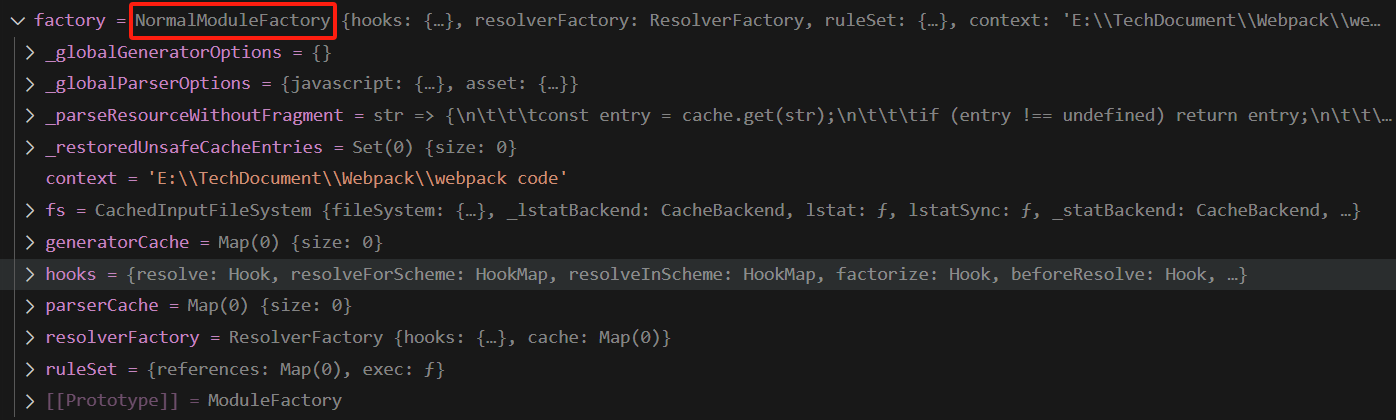 factory = NormalModuleFactory {hooks: {…}, resolverFactory: ResolverFactory, ruleSet: {…}, context: 'E:\\TechDocument\\Webpack\\we…
_globalGeneratorOptions = {}
_globalParserOptions = {javascript: {…}, asset: {…}}
_parseResourceWithoutFragment = str => {\n\t\t\tconst entry = cache.get(str);\n\t\t\tif (entry !== undefined) return entry;\n\t\t\…
_restoredUnsafeCacheEntries = Set(0) {size: 0}
context = 'E:\\TechDocument\\Webpack\\webpack code'
fs = CachedInputFileSystem {fileSystem: {…}, _lstatBackend: CacheBackend, lstat: ƒ, lstatSync: ƒ, _statBackend: CacheBackend, …}
generatorCache = Map(0) {size: 0}
hooks = {resolve: Hook, resolveForScheme: HookMap, resolveInScheme: HookMap, factorize: Hook, beforeResolve: Hook, …}
parserCache = Map(0) {size: 0}
resolverFactory = ResolverFactory {hooks: {…}, cache: Map(0)}
ruleSet = {references: Map(0), exec: ƒ}
[[Prototype]] = ModuleFactory